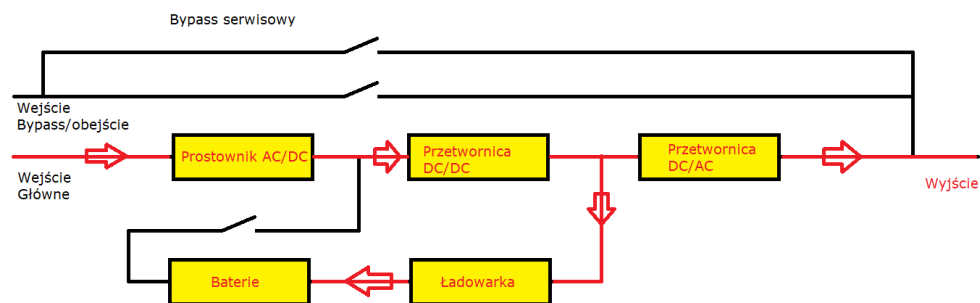 Bypass serwisowy
Wejście
Bypass/obejście
Prostownik AC/DC
Przetwornica
DC/DC
Przetwornica
DC/AC
Wejście
Główne
Wyjście
Baterie
Ładowarka